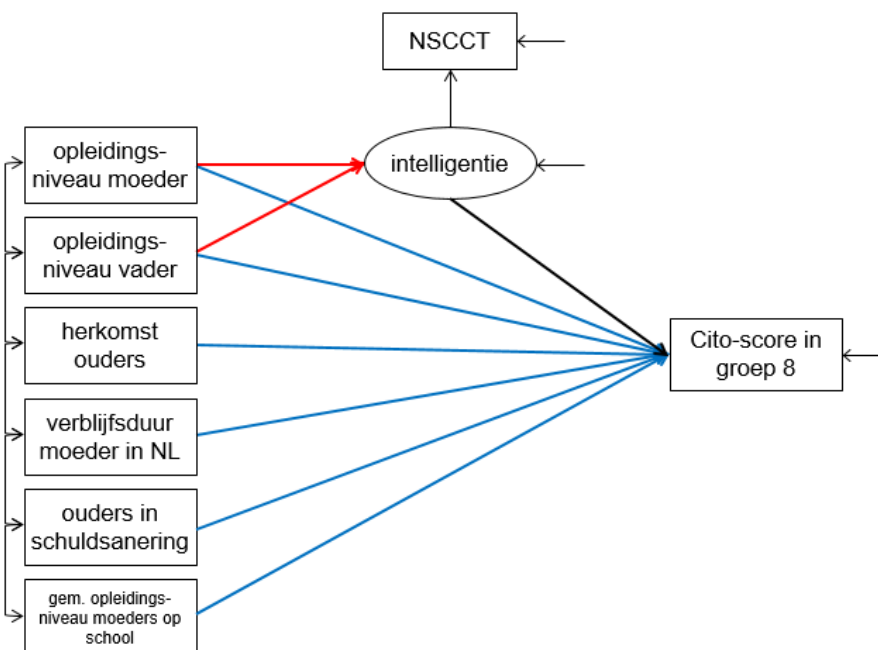 NSCCT
opleidings-
niveau moeder
intelligentie
opleidings-
niveau vader
herkomst
ouders
Cito-score in
groep 8
verblijfsduur
moeder in NL
ouders in
schuldsanering
gem. opleidings-
niveau moeders op
school